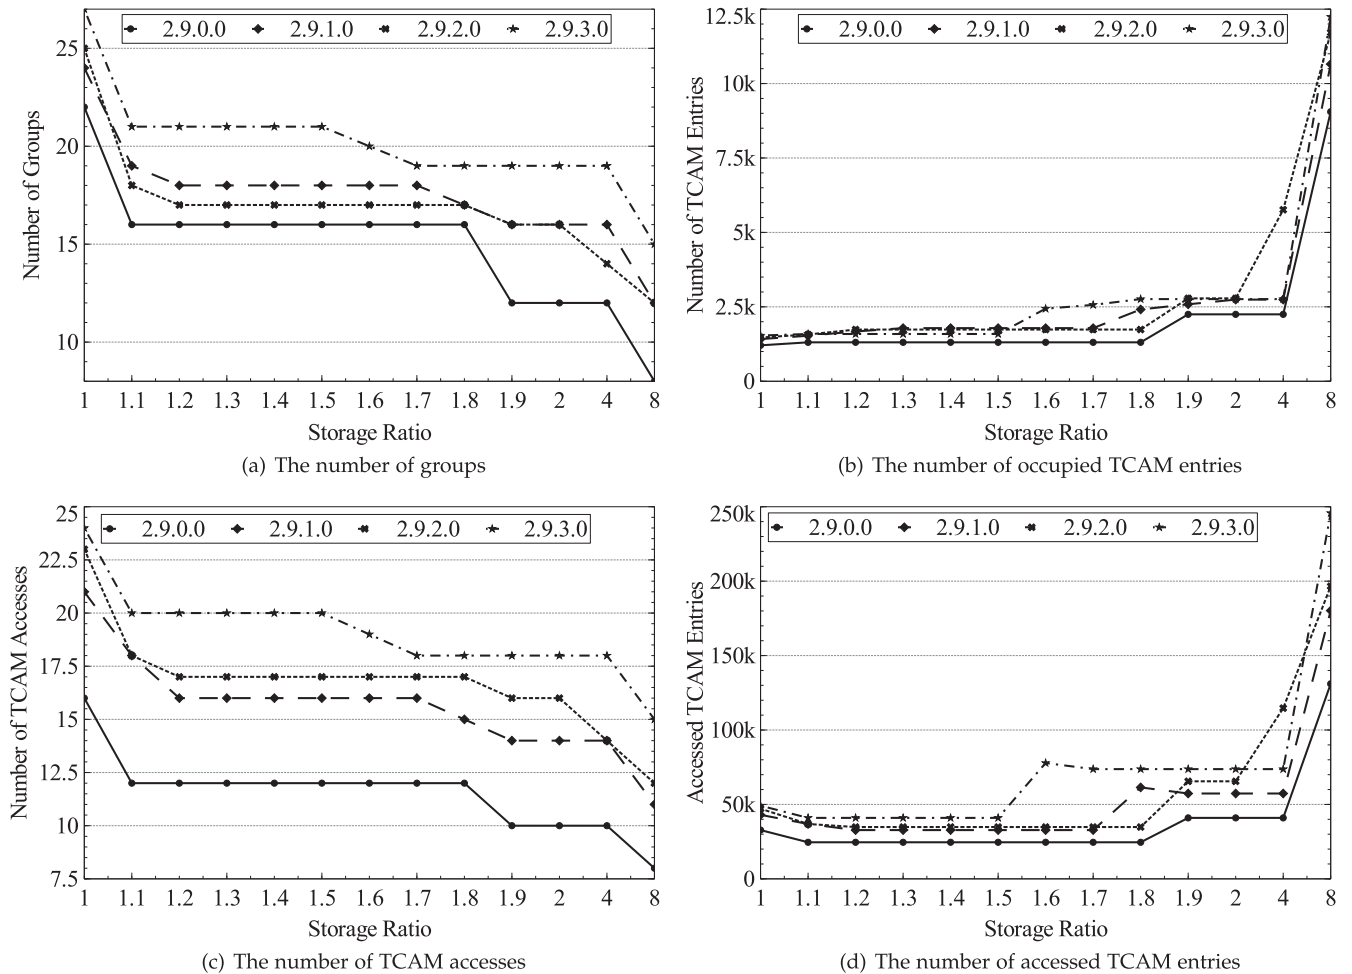 2.9.0.0 2.9.1.0 2.9.2.0 2.9.3.0
25
20
15
10
Number of Groups
1 1.1 1.2 1.3 1.4 1.5 1.6 1.7 1.8 1.9 2 4 8
Storage Ratio
(a) The number of groups
2.9.0.0 2.9.1.0 2.9.2.0 2.9.3.0
12.5k
10k
7.5k
5k
2.5k
0
Number of TCAM Entries
1 1.1 1.2 1.3 1.4 1.5 1.6 1.7 1.8 1.9 2 4 8
Storage Ratio
(b) The number of occupied TCAM entries
2.9.0.0 2.9.1.0 2.9.2.0 2.9.3.0
25
22.5
20
17.5
15
12.5
10
7.5
Number of TCAM Accesses
1 1.1 1.2 1.3 1.4 1.5 1.6 1.7 1.8 1.9 2 4 8
Storage Ratio
(c) The number of TCAM accesses
2.9.0.0 2.9.1.0 2.9.2.0 2.9.3.0
250k
200k
150k
100k
50k
0
Accessed TCAM Entries
1 1.1 1.2 1.3 1.4 1.5 1.6 1.7 1.8 1.9 2 4 8
Storage Ratio
(d) The number of accessed TCAM entries